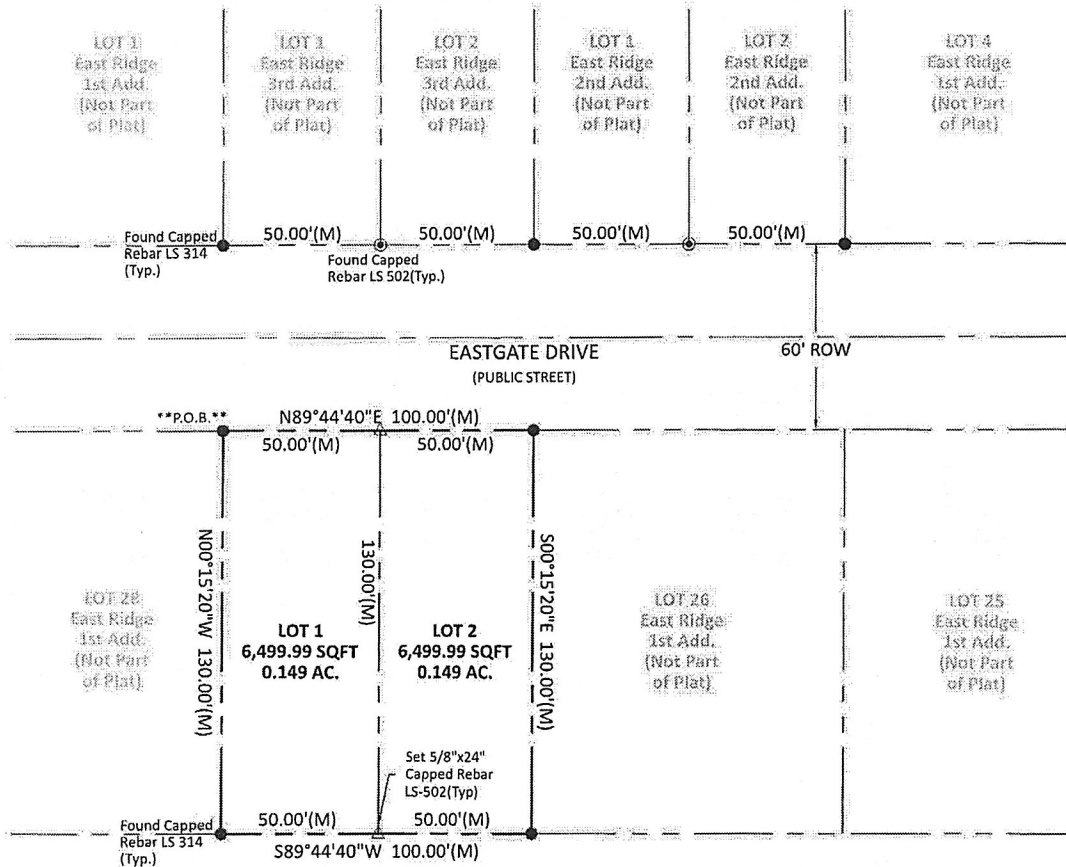 LOT 1
East Ridge
1st Add.
(Not Part
of Plat)
LOT 1
East Ridge
3rd Add.
(Not Part
of Plat)
LOT 2
East Ridge
3rd Add.
(Not Part
of Plat)
LOT 1
East Ridge
2nd Add.
(Not Part
of Plat)
LOT 2
East Ridge
2nd Add.
(Not Part
of Plat)
LOT 4
East Ridge
1st Add.
(Not Part
of Plat)
Found Capped
Rebar LS 314
(Typ.)
50.00'(M)
50.00'(M)
50.00'(M)
50.00'(M)
Found Capped
Rebar LS 502(Typ.)
EASTGATE DRIVE
(PUBLIC STREET)
60' ROW
**P.O.B.**
N89°44'40"E 100.00'(M)
50.00'(M)
50.00'(M)
N00°15'20"W 130.00'(M)
130.00'(M)
S00°15'20"E 130.00'(M)
LOT 28
East Ridge
1st Add.
(Not Part
of Plat)
LOT 1
6,499.99 SQFT
0.149 AC.
LOT 2
6,499.99 SQFT
0.149 AC.
LOT 26
East Ridge
1st Add.
(Not Part
of Plat)
LOT 25
East Ridge
1st Add.
(Not Part
of Plat)
Set 5/8"x24"
Capped Rebar
LS-502(Typ)
Found Capped
Rebar LS 314
(Typ.)
50.00'(M)
50.00'(M)
S89°44'40"W 100.00'(M)